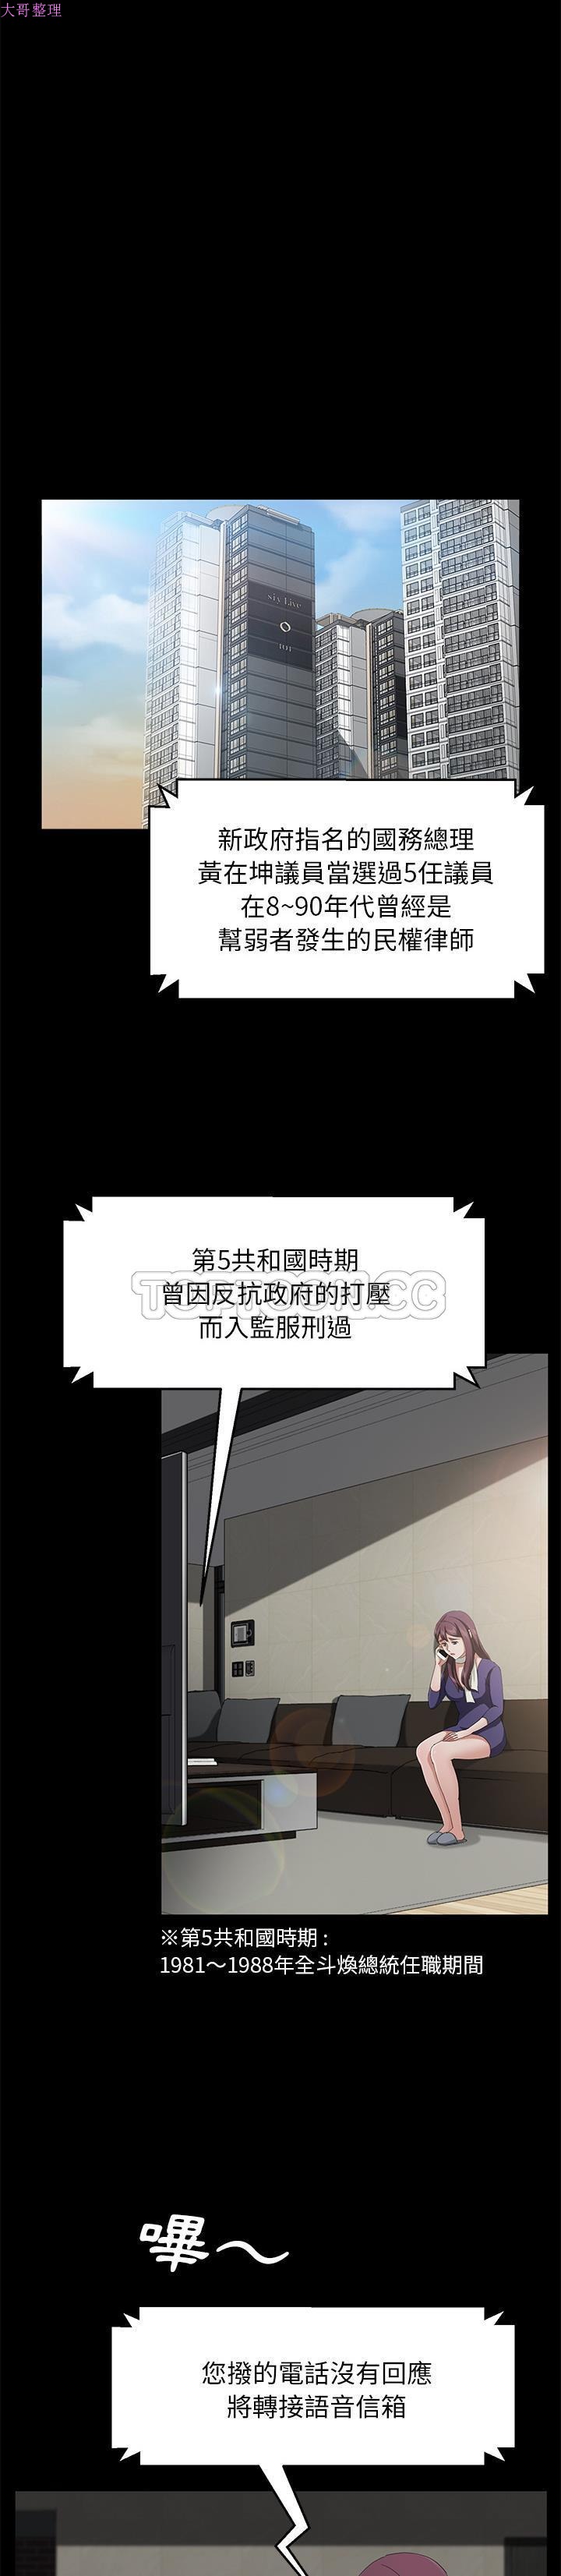 大哥整理
six Live
101
新政府指名的國務總理
黃在坤議員當選過5任議員
在8~90年代曾經是
幫弱者發生的民權律師
第5共和國時期
曾因反抗政府的打壓
TOPTOON.CC
而入監服刑過
※第5共和國時期 :
1981～1988年全斗煥總統任職期間
嗶～
您撥的電話沒有回應
將轉接語音信箱